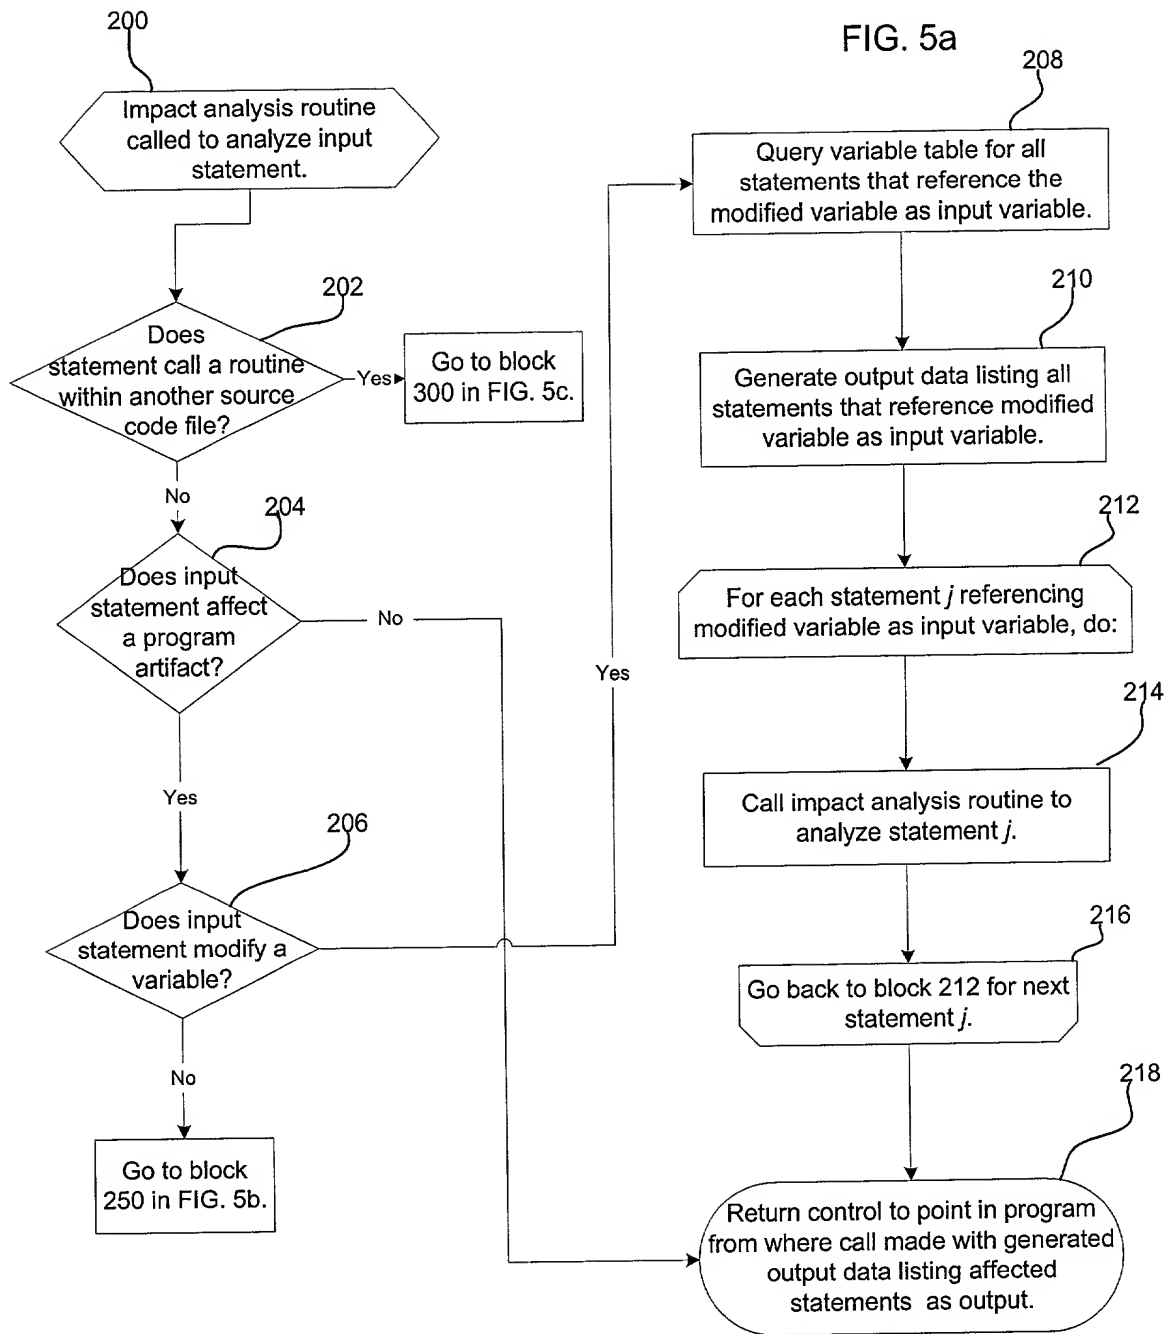 200
FIG. 5a
Impact analysis routine
called to analyze input
statement.
202
Does
statement call a routine
within another source
code file?
Yes
Go to block
300 in FIG. 5c.
No
204
Does input
statement affect
a program
artifact?
No
Yes
206
Does input
statement modify a
variable?
Yes
No
Go to block
250 in FIG. 5b.
208
Query variable table for all
statements that reference the
modified variable as input variable.
210
Generate output data listing all
statements that reference modified
variable as input variable.
212
For each statement j referencing
modified variable as input variable, do:
214
Call impact analysis routine to
analyze statement j.
216
Go back to block 212 for next
statement j.
218
Return control to point in program
from where call made with generated
output data listing affected
statements as output.